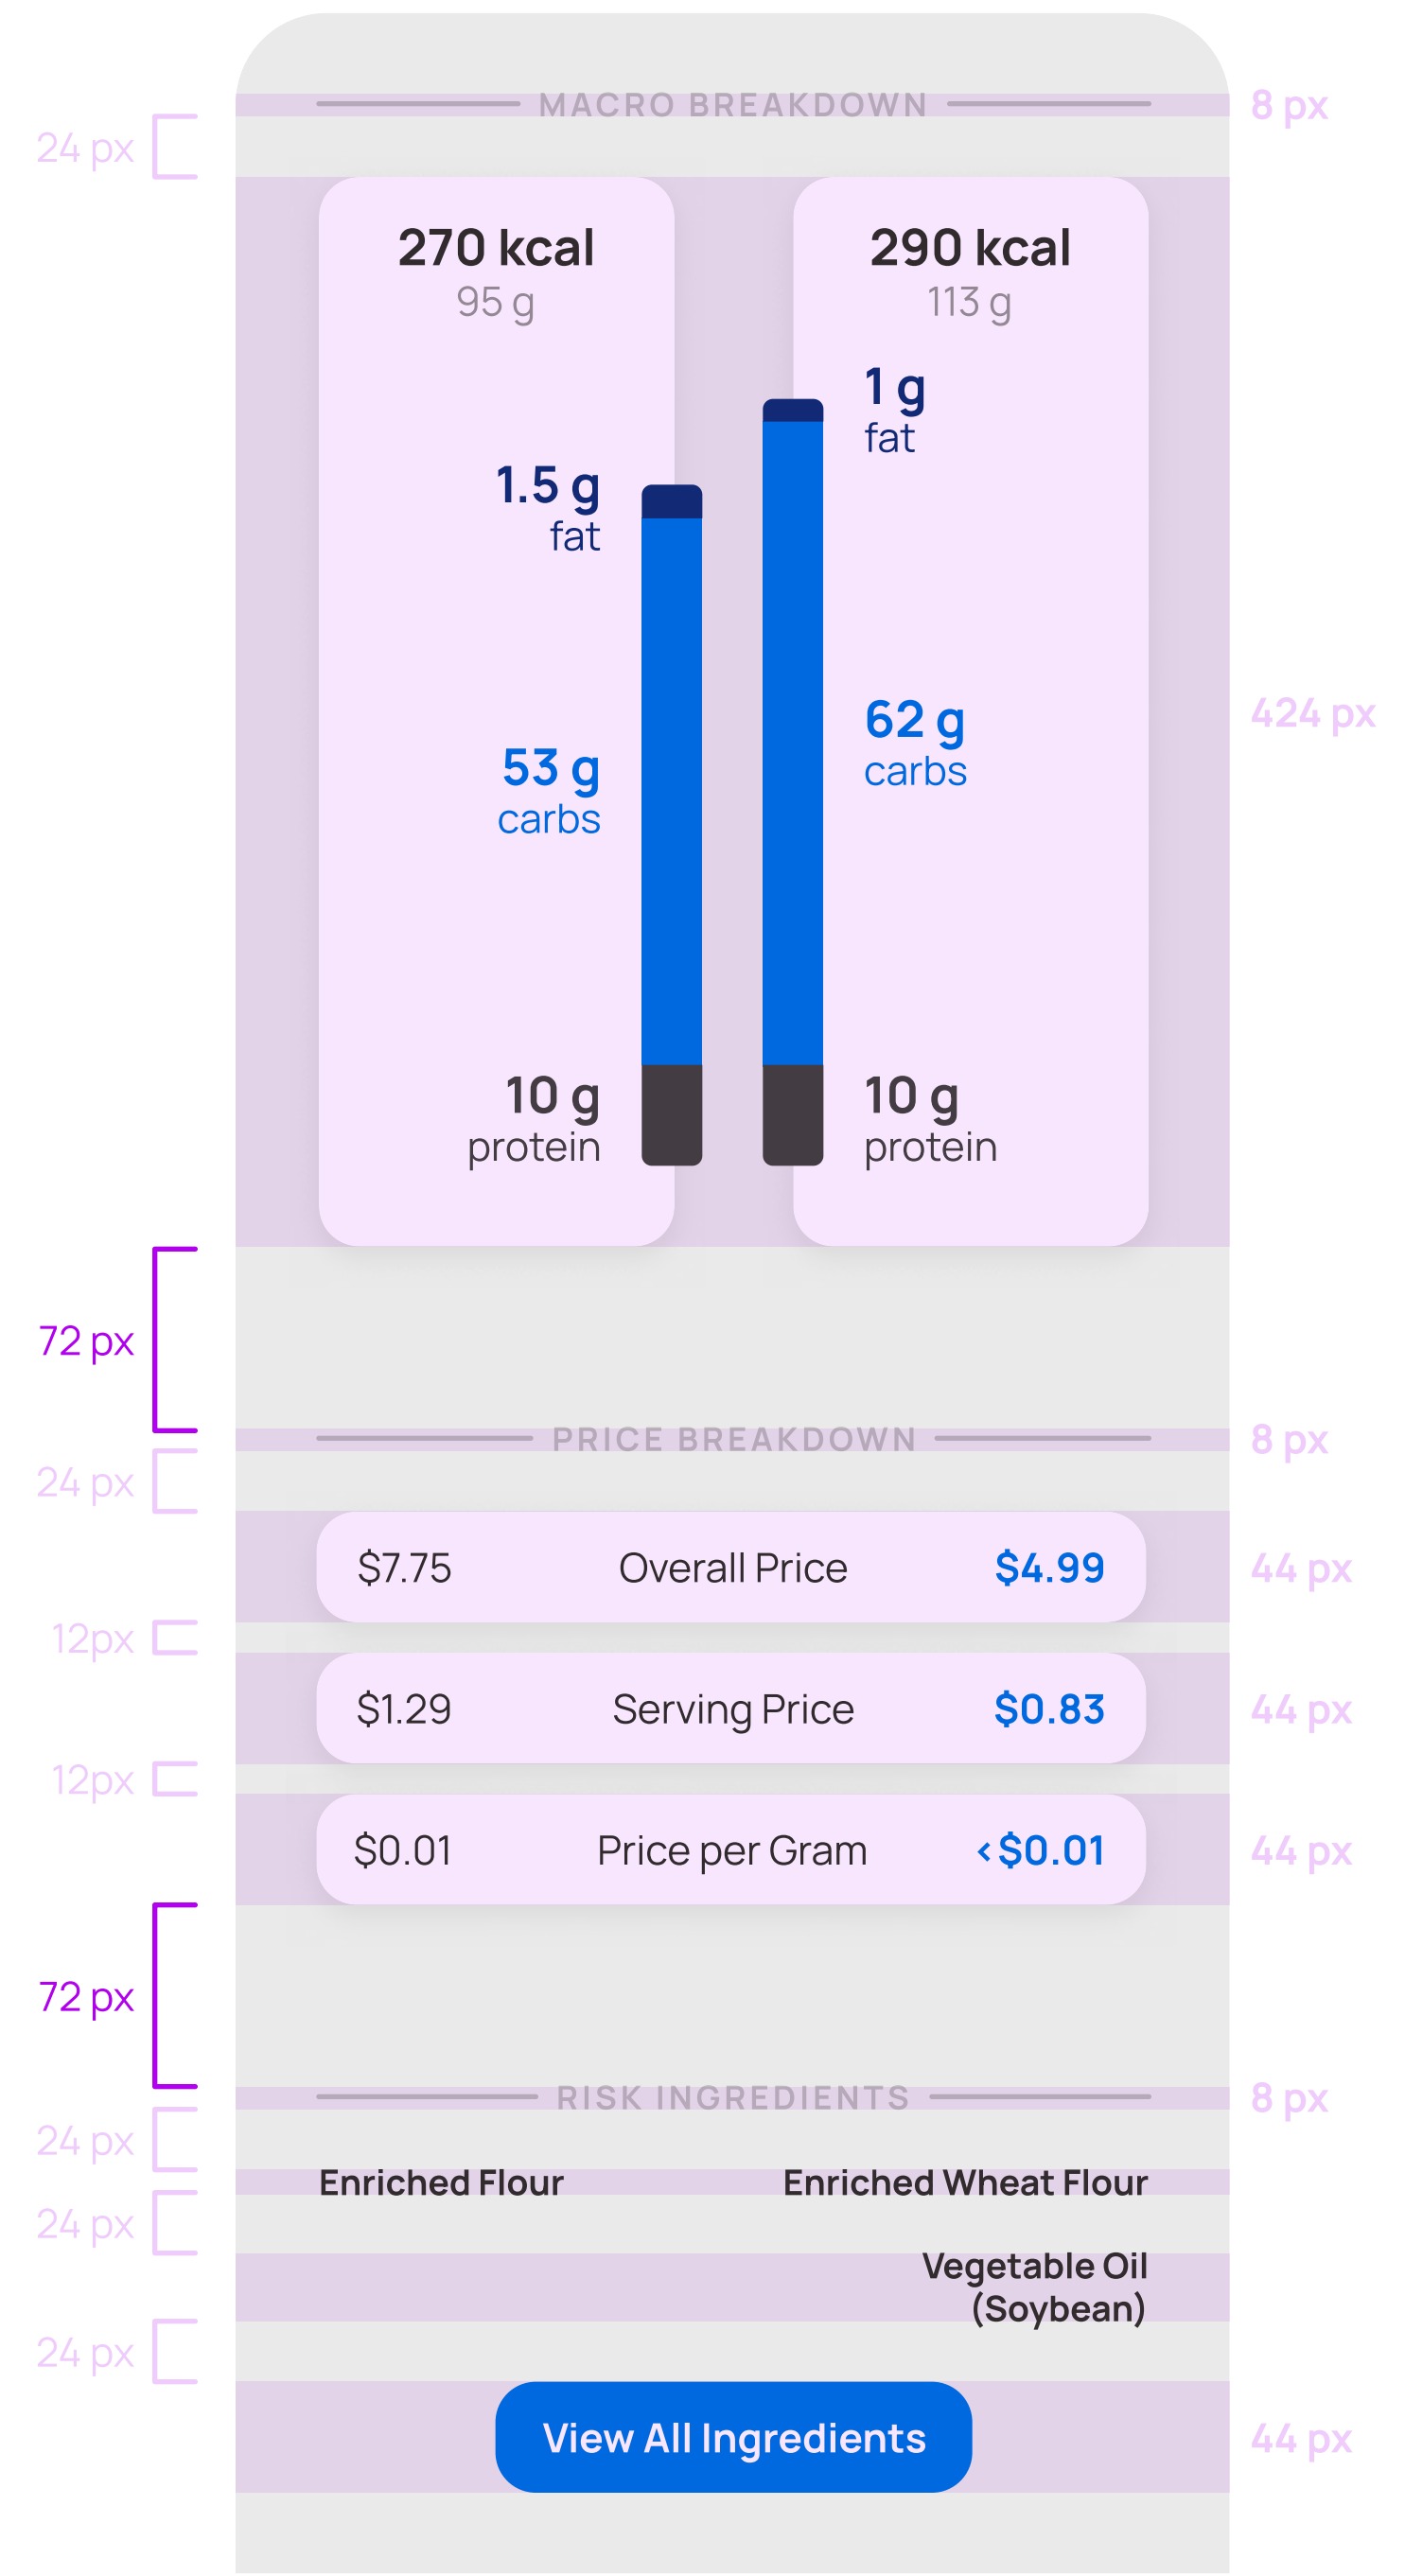 MACRO BREAKDOWN
8 px
24 px
270 kcal
290 kcal
95 g
113 g
1 g
fat
1.5 g
fat
424 px
62 g
carbs
53 g
carbs
10 g
protein
10 g
protein
72 px
PRICE BREAKDOWN
8 px
24 px
$7.75 Overall Price $4.99
44 px
12px
$1.29 Serving Price $0.83
44 px
12px
$0.01 Price per Gram <$0.01
44 px
72 px
RISK INGREDIENTS
8 px
24 px
Enriched Flour
Enriched Wheat Flour
24 px
Vegetable Oil
(Soybean)
24 px
View All Ingredients
44 px